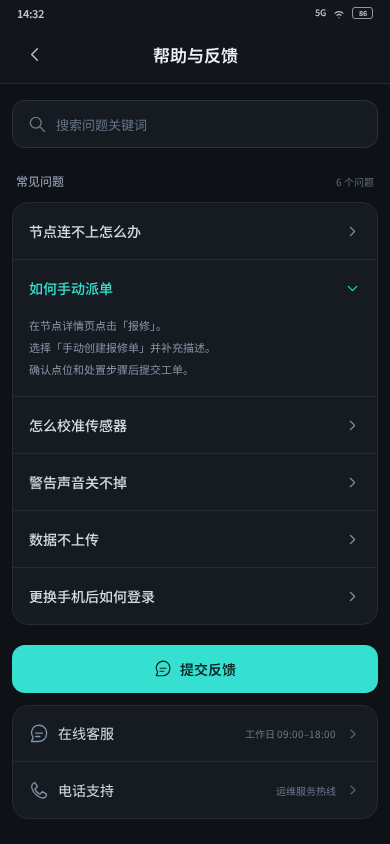 14:32
5G
86
帮助与反馈
搜索问题关键词
常见问题
6 个问题
节点连不上怎么办
如何手动派单
在节点详情页点击「报修」。
选择「手动创建报修单」并补充描述。
确认点位和处置步骤后提交工单。
怎么校准传感器
警告声音关不掉
数据不上传
更换手机后如何登录
提交反馈
在线客服
工作日 09:00–18:00
电话支持
运维服务热线